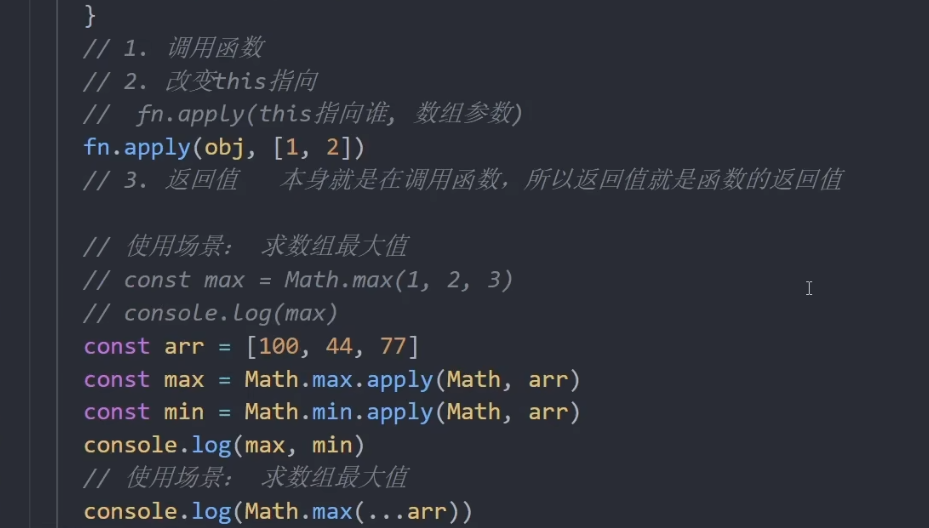 }
// 1. 调用函数
// 2. 改变this指向
//  fn.apply(this指向谁, 数组参数)
fn.apply(obj, [1, 2])
// 3. 返回值   本身就是在调用函数，所以返回值就是函数的返回值
// 使用场景： 求数组最大值
// const max = Math.max(1, 2, 3)
// console.log(max)
const arr = [100, 44, 77]
const max = Math.max.apply(Math, arr)
const min = Math.min.apply(Math, arr)
console.log(max, min)
// 使用场景： 求数组最大值
console.log(Math.max(...arr))